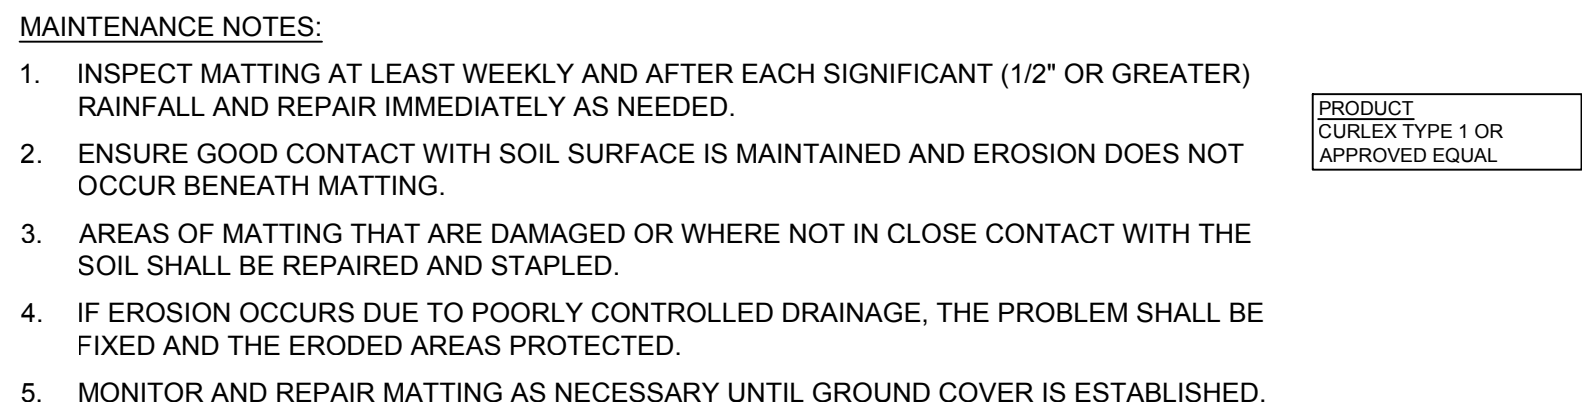 MAINTENANCE NOTES:
1. INSPECT MATTING AT LEAST WEEKLY AND AFTER EACH SIGNIFICANT (1/2" OR GREATER)
RAINFALL AND REPAIR IMMEDIATELY AS NEEDED.
2. ENSURE GOOD CONTACT WITH SOIL SURFACE IS MAINTAINED AND EROSION DOES NOT
OCCUR BENEATH MATTING.
3. AREAS OF MATTING THAT ARE DAMAGED OR WHERE NOT IN CLOSE CONTACT WITH THE
SOIL SHALL BE REPAIRED AND STAPLED.
4. IF EROSION OCCURS DUE TO POORLY CONTROLLED DRAINAGE, THE PROBLEM SHALL BE
FIXED AND THE ERODED AREAS PROTECTED.
5. MONITOR AND REPAIR MATTING AS NECESSARY UNTIL GROUND COVER IS ESTABLISHED.
PRODUCT
CURLEX TYPE 1 OR
APPROVED EQUAL